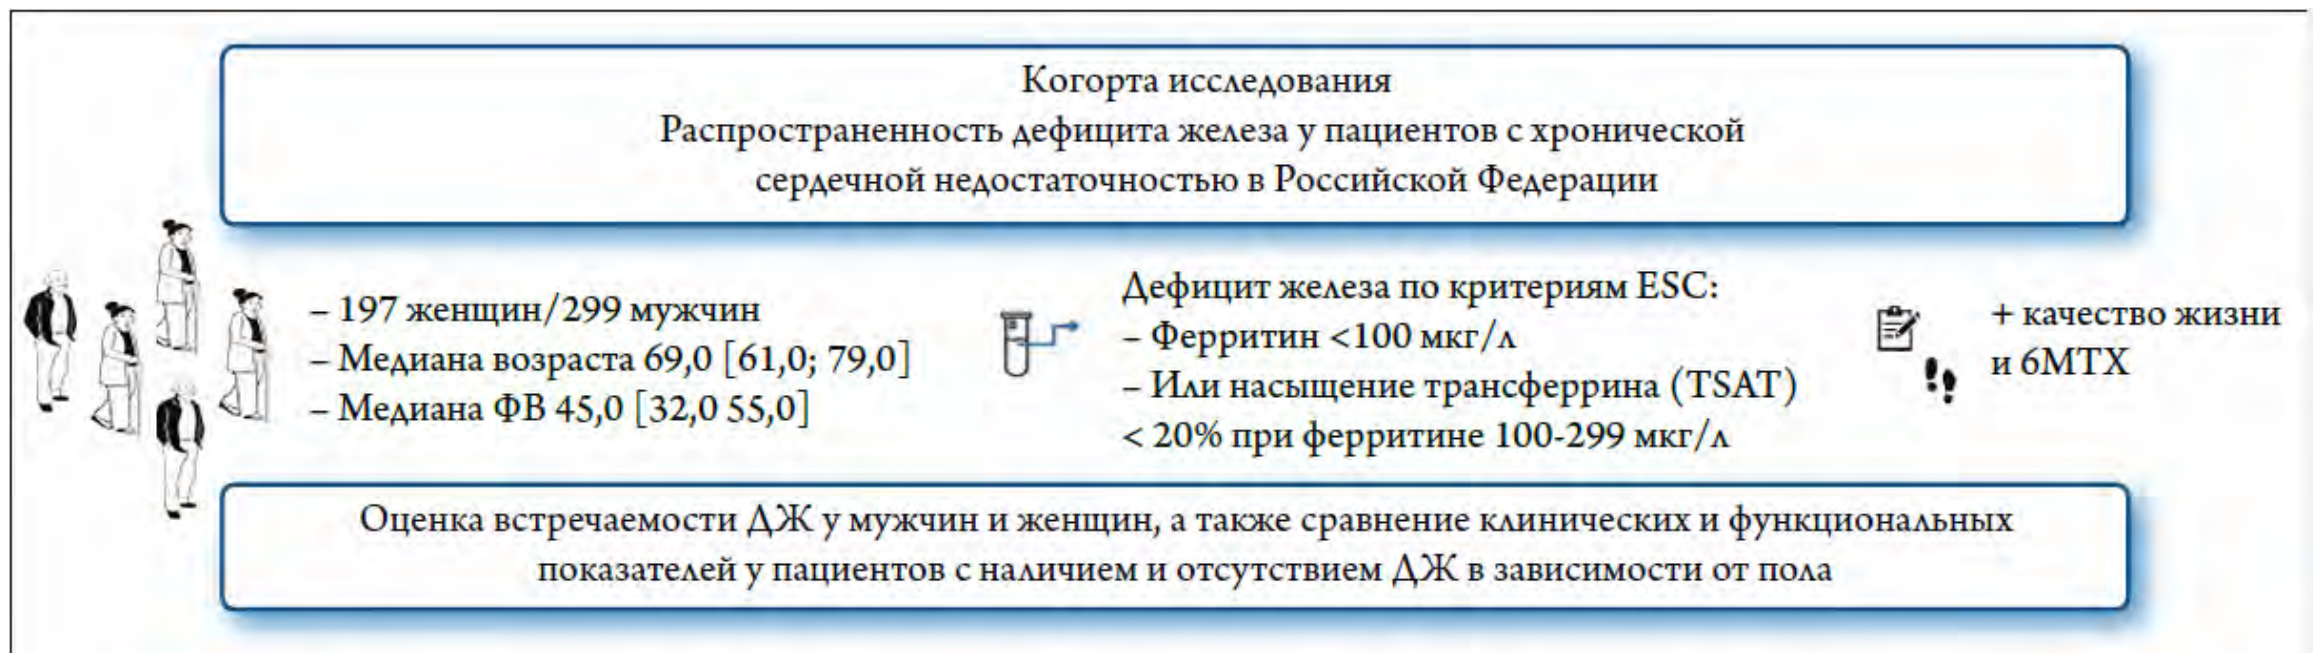 Когорта исследования
Распространенность дефицита железа у пациентов с хронической
сердечной недостаточностью в Российской Федерации
– 197 женщин/299 мужчин
– Медиана возраста 69,0 [61,0; 79,0]
– Медиана ФВ 45,0 [32,0 55,0]
Дефицит железа по критериям ESC:
– Ферритин <100 мкг/л
– Или насыщение трансферрина (TSAT)
< 20% при ферритине 100-299 мкг/л
+ качество жизни
и 6МТХ
Оценка встречаемости ДЖ у мужчин и женщин, а также сравнение клинических и функциональных
показателей у пациентов с наличием и отсутствием ДЖ в зависимости от пола